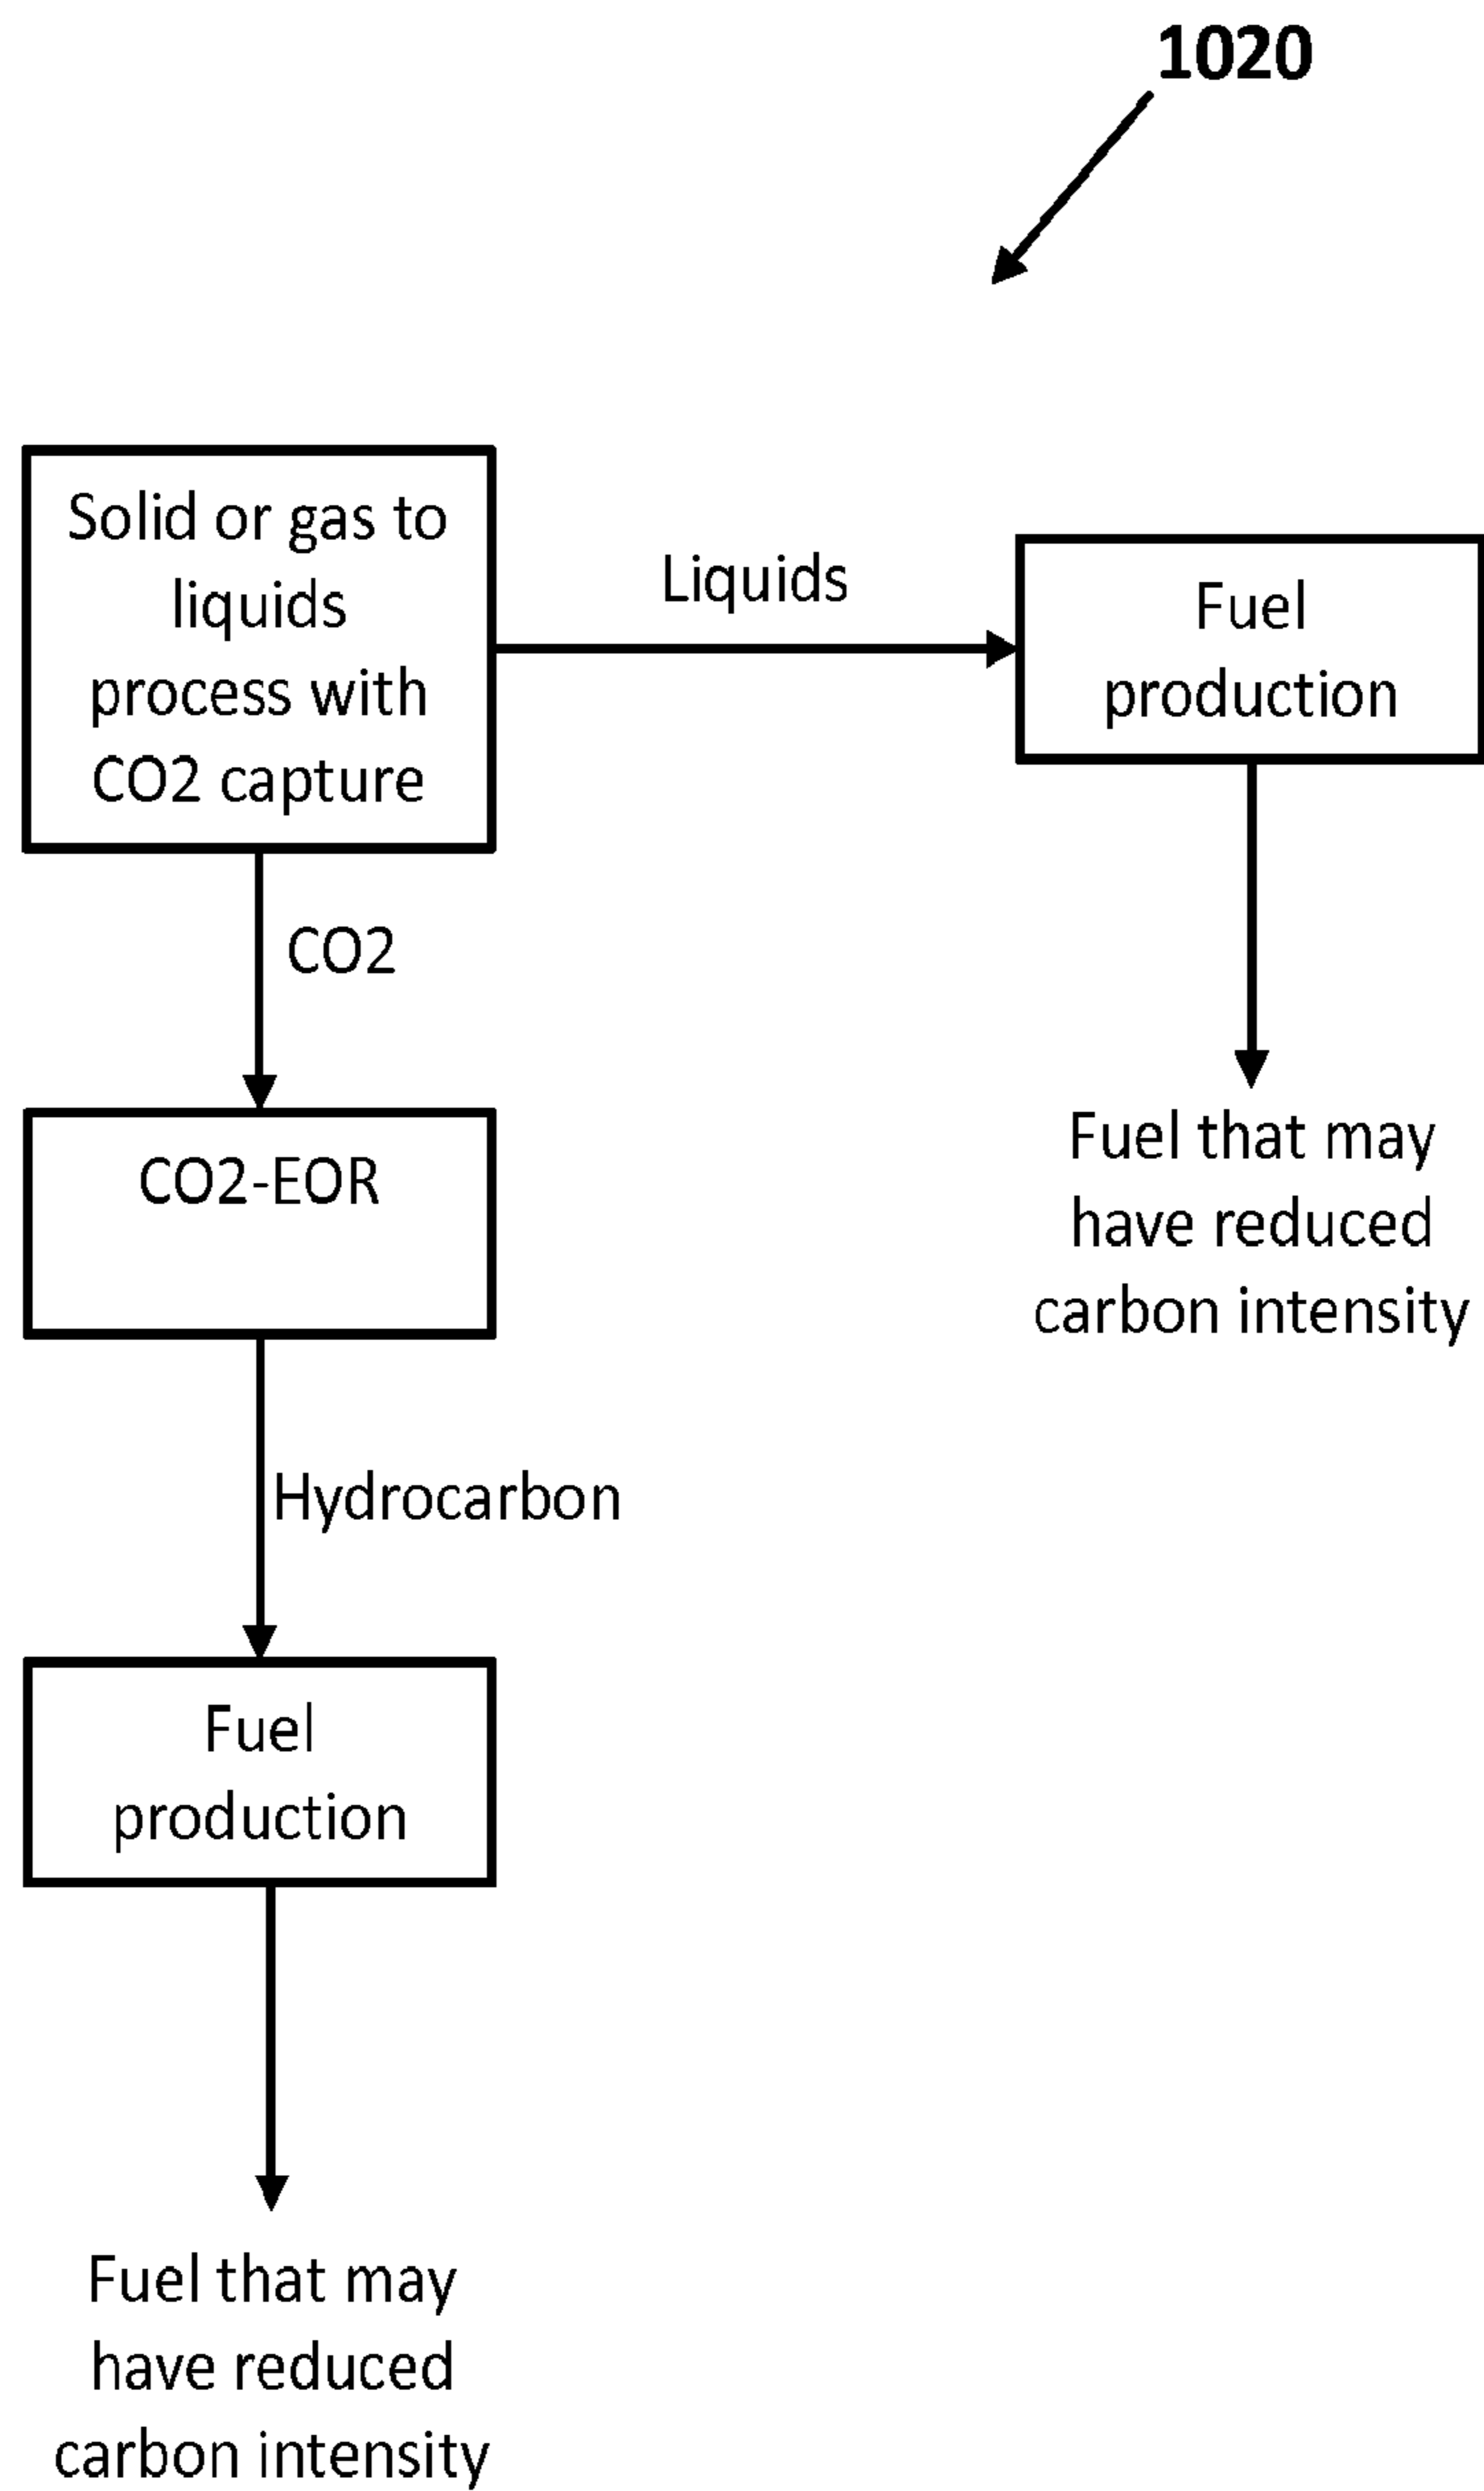 1020
Solid or gas to
liquids
process with
CO2 capture
Liquids
Fuel
production
CO2
CO2-EOR
Fuel that may
have reduced
carbon intensity
Hydrocarbon
Fuel
production
Fuel that may
have reduced
carbon intensity